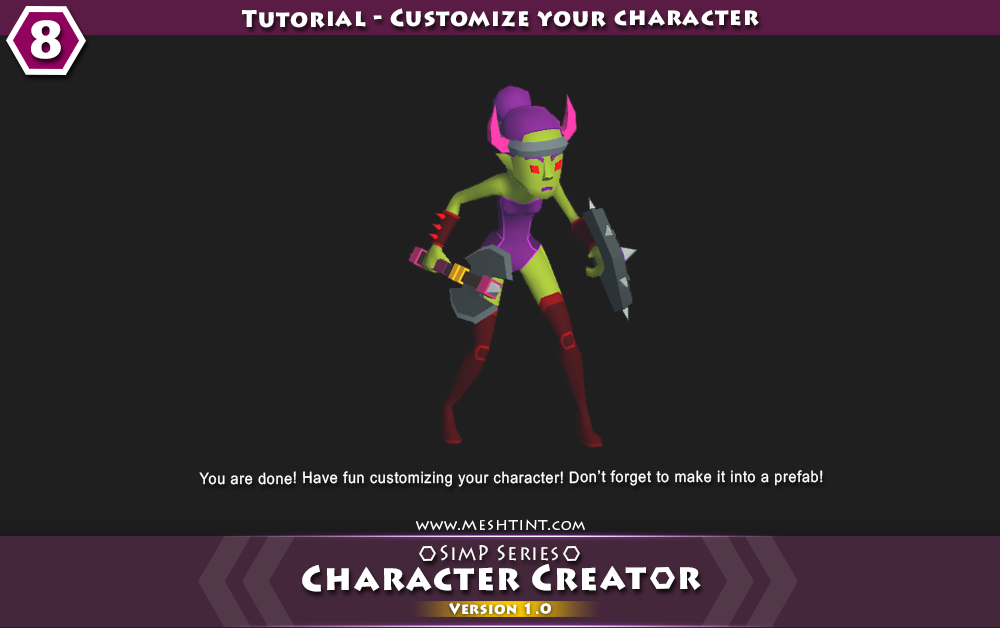 Tutorial - Customize your character
8
You are done! Have fun customizing your character! Don't forget to make it into a prefab!
www.meshtint.com
SimP Series
Character Creator
Version 1.0